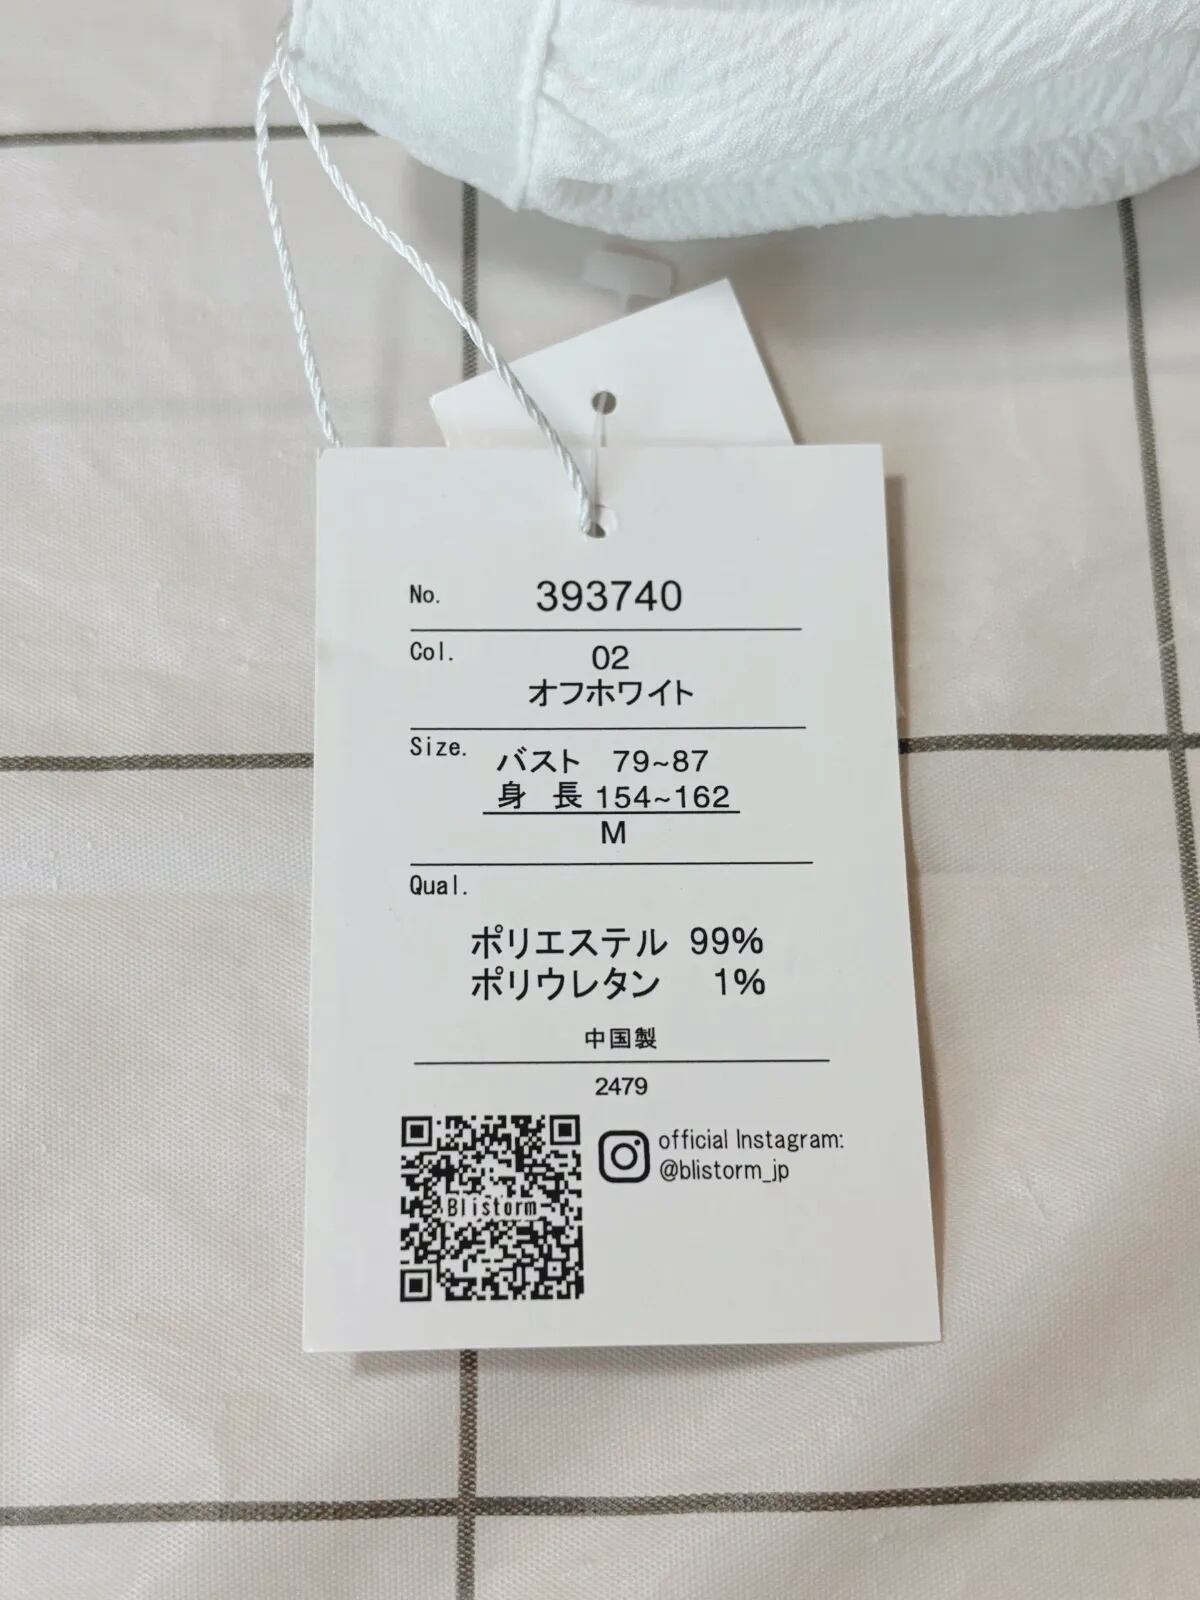 No. 393740
Col. 02
オフホワイト
Size. バスト 79~87
身 長 154~162
M
Qual.
ポリエステル 99%
ポリウレタン 1%
中国製
2479
Blistorm
official Instagram:
@blistorm_jp